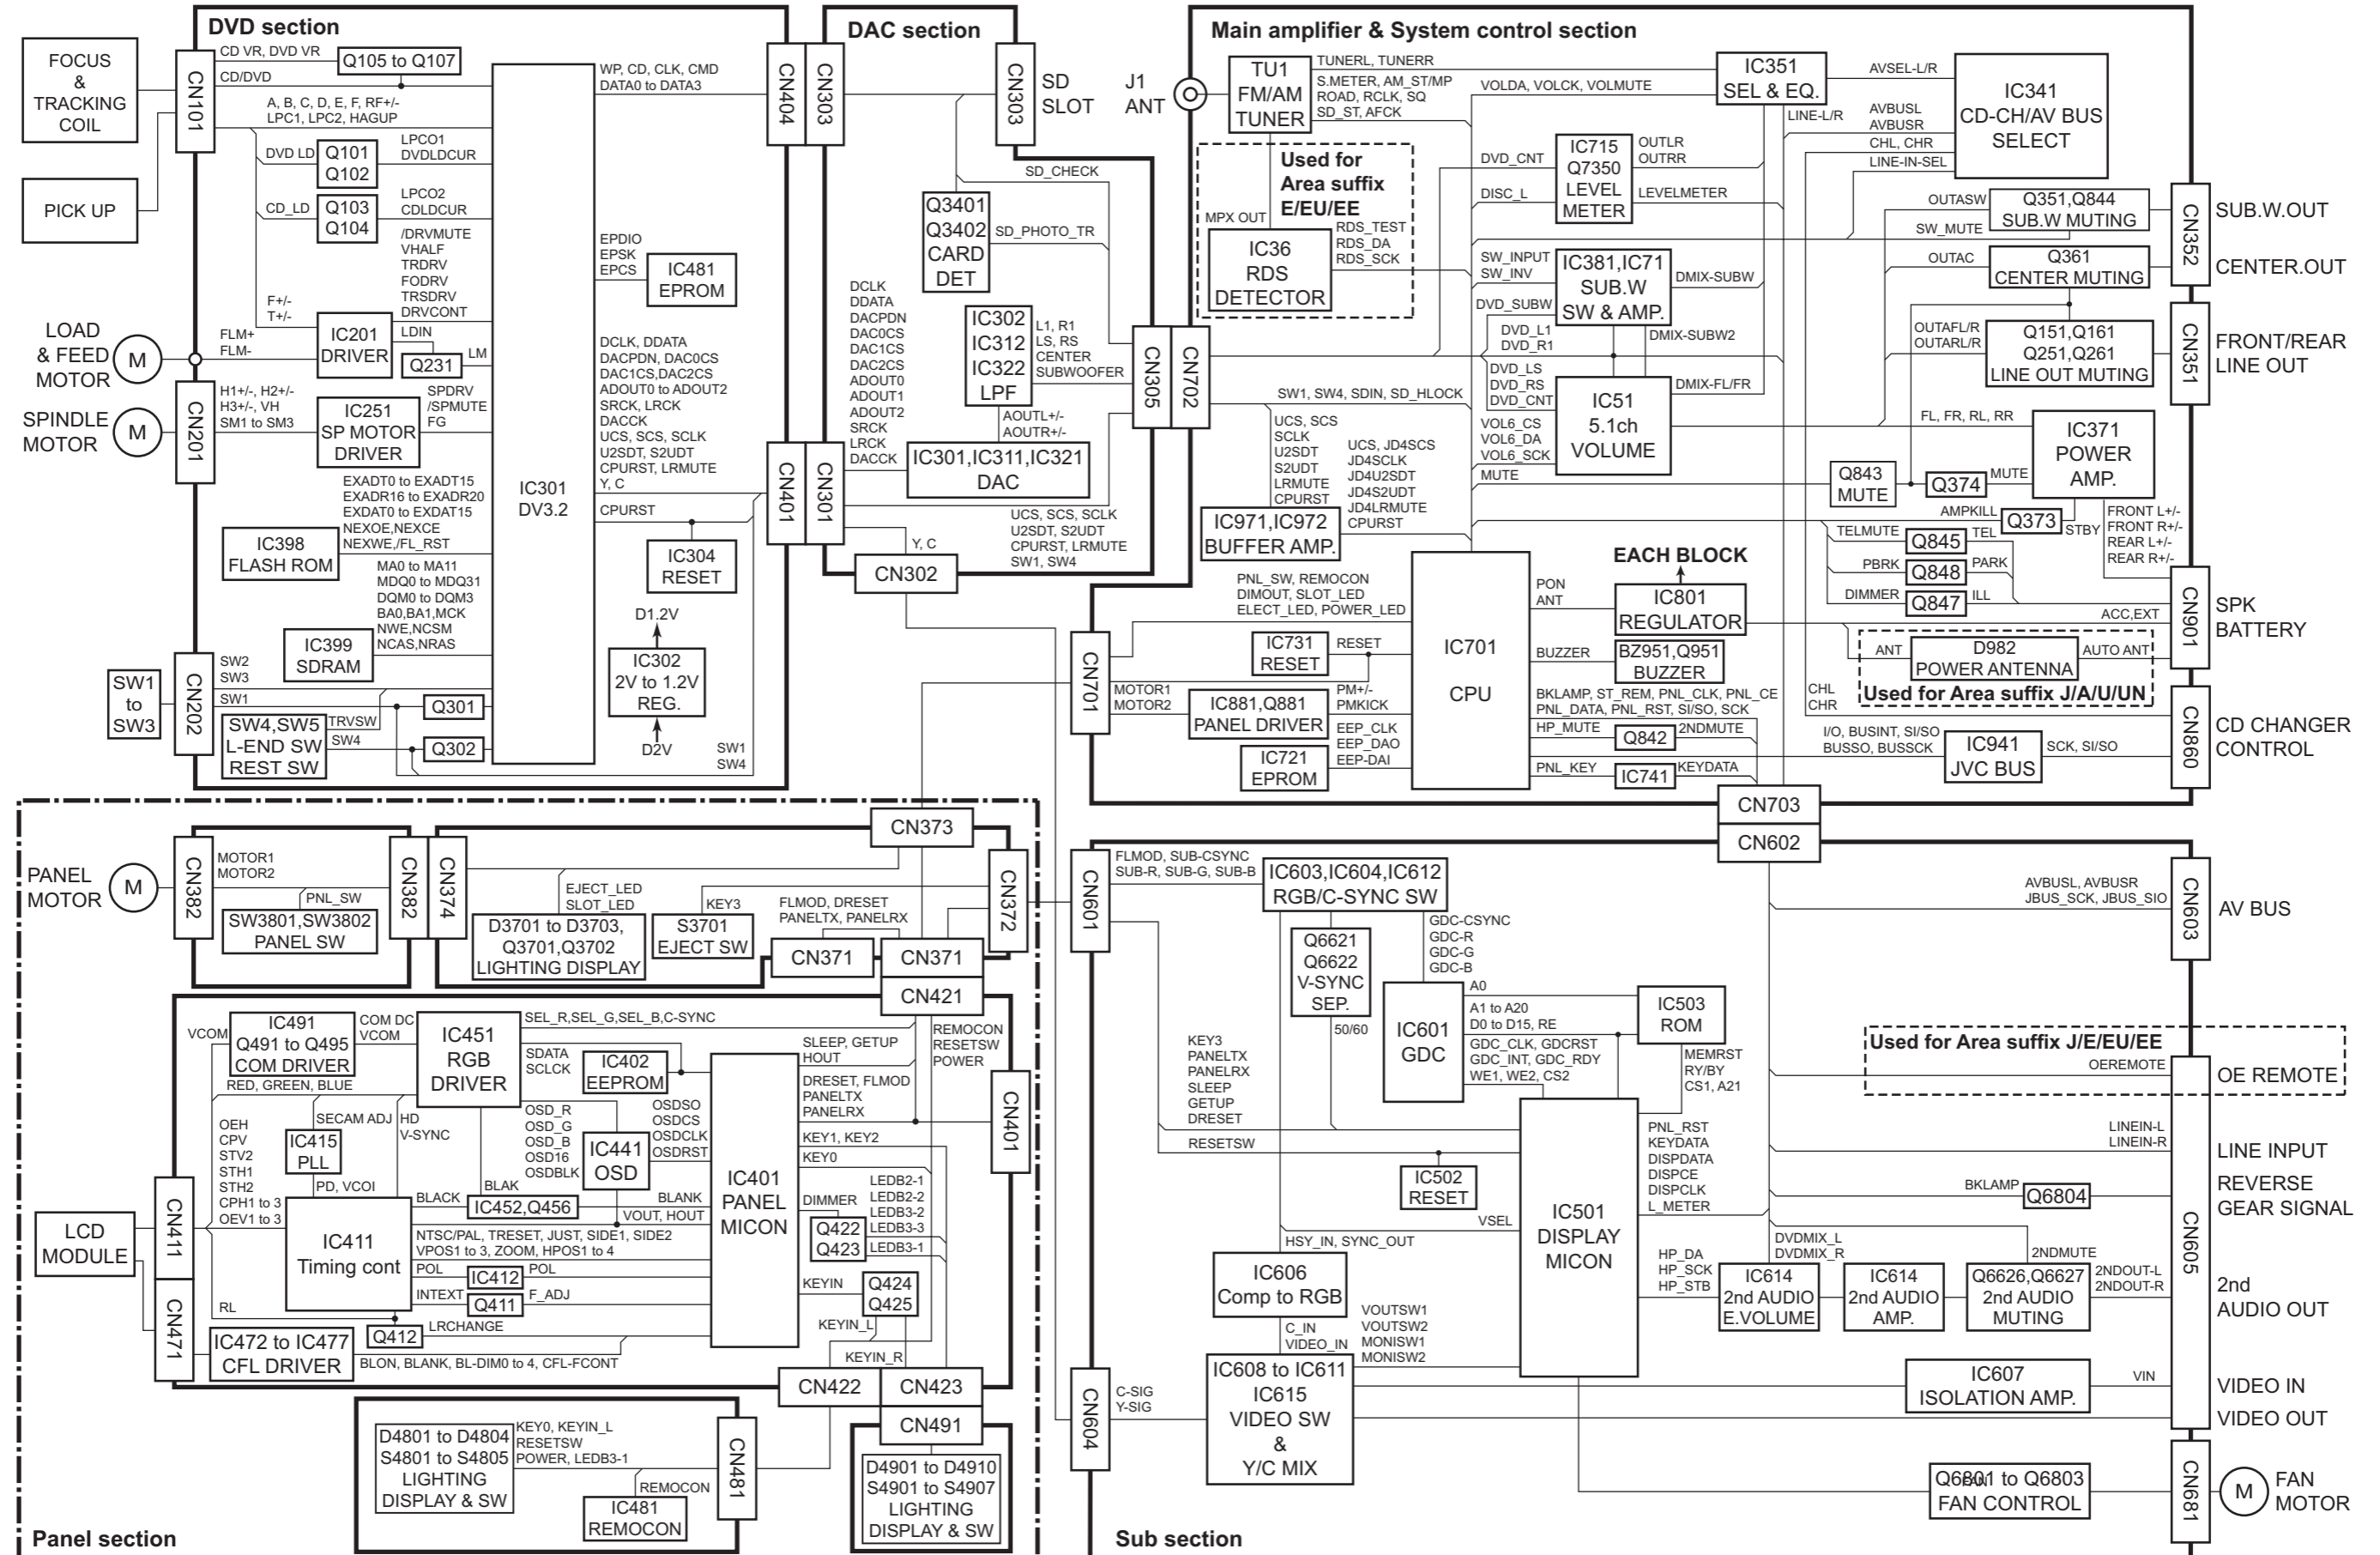 DVD section
FOCUS
&
TRACKING
COIL
PICK UP
CN101
CD VR, DVD VR
Q105 to Q107
CD/DVD
A, B, C, D, E, F, RF+/-
LPC1, LPC2, HAGUP
DVD LD
Q101
Q102
LPCO1
DVDLDCUR
CD_LD
Q103
Q104
LPCO2
CDLDCUR
/DRVMUTE
VHALF
TRDRV
FODRV
TRSDRV
DRVCONT
F+/-
T+/-
IC201
DRIVER
LDIN
Q231
LM
LOAD
& FEED
MOTOR
M
FLM+
FLM-
SPINDLE
MOTOR
M
CN201
H1+/-, H2+/-
H3+/-, VH
SM1 to SM3
IC251
SP MOTOR
DRIVER
SPDRV
/SPMUTE
FG
EXADT0 to EXADT15
EXADR16 to EXADR20
EXDAT0 to EXDAT15
NEXOE,NEXCE
NEXWE,/FL_RST
IC398
FLASH ROM
MA0 to MA11
MDQ0 to MDQ31
DQM0 to DQM3
BA0,BA1,MCK
NWE,NCSM
NCAS,NRAS
IC399
SDRAM
SW1
to
SW3
CN202
SW2
SW3
SW1
Q301
SW4,SW5
L-END SW
REST SW
TRVSW
SW4
Q302
IC301
DV3.2
WP, CD, CLK, CMD
DATA0 to DATA3
EPDIO
EPSK
EPCS
IC481
EPROM
DCLK, DDATA
DACPDN, DAC0CS
DAC1CS,DAC2CS
ADOUT0 to ADOUT2
SRCK, LRCK
DACCK
UCS, SCS, SCLK
U2SDT, S2UDT
CPURST, LRMUTE
Y, C
CPURST
IC304
RESET
D1.2V
IC302
2V to 1.2V
REG.
D2V
SW1
SW4
CN404
CN401
DAC section
CN303
CN303
SD
SLOT
SD_CHECK
Q3401
Q3402
CARD
DET
SD_PHOTO_TR
DCLK
DDATA
DACPDN
DAC0CS
DAC1CS
DAC2CS
ADOUT0
ADOUT1
ADOUT2
SRCK
LRCK
DACCK
IC302
IC312
IC322
LPF
L1, R1
LS, RS
CENTER
SUBWOOFER
AOUTL+/-
AOUTR+/-
IC301,IC311,IC321
DAC
CN301
UCS, SCS, SCLK
U2SDT, S2UDT
CPURST, LRMUTE
SW1, SW4
Y, C
CN302
CN305
CN702
Main amplifier & System control section
J1
ANT
TU1
FM/AM
TUNER
TUNERL, TUNERR
S.METER, AM_ST/MP
ROAD, RCLK, SQ
SD_ST, AFCK
VOLDA, VOLCK, VOLMUTE
IC351
SEL & EQ.
AVSEL-L/R
LINE-L/R
AVBUSL
AVBUSR
CHL, CHR
LINE-IN-SEL
IC341
CD-CH/AV BUS
SELECT
Used for
Area suffix
E/EU/EE
MPX OUT
IC36
RDS
DETECTOR
RDS_TEST
RDS_DA
RDS_SCK
DVD_CNT
DISC_L
IC715
Q7350
LEVEL
METER
OUTLR
OUTRR
LEVELMETER
SW_INPUT
SW_INV
IC381,IC71
SUB.W
SW & AMP.
DMIX-SUBW
DVD_SUBW
DVD_L1
DVD_R1
DMIX-SUBW2
DVD_LS
DVD_RS
DVD_CNT
VOL6_CS
VOL6_DA
VOL6_SCK
IC51
5.1ch
VOLUME
DMIX-FL/FR
OUTASW
Q351,Q844
SUB.W MUTING
SW_MUTE
OUTAC
Q361
CENTER MUTING
OUTAFL/R
OUTARL/R
Q151,Q161
Q251,Q261
LINE OUT MUTING
CN352
SUB.W.OUT
CENTER.OUT
CN351
FRONT/REAR
LINE OUT
FL, FR, RL, RR
IC371
POWER
AMP.
MUTE
Q843
MUTE
Q374
MUTE
AMPKILL
Q373
STBY
FRONT L+/-
FRONT R+/-
REAR L+/-
REAR R+/-
TELMUTE
Q845
TEL
PBRK
Q848
PARK
DIMMER
Q847
ILL
SW1, SW4, SDIN, SD_HLOCK
UCS, SCS
SCLK
U2SDT
S2UDT
LRMUTE
CPURST
UCS, JD4SCS
JD4SCLK
JD4U2SDT
JD4S2UDT
JD4LRMUTE
CPURST
IC971,IC972
BUFFER AMP.
PNL_SW, REMOCON
DIMOUT, SLOT_LED
ELECT_LED, POWER_LED
IC731
RESET
RESET
CN701
MOTOR1
MOTOR2
IC881,Q881
PANEL DRIVER
PM+/-
PMKICK
IC721
EPROM
EEP_CLK
EEP_DAO
EEP-DAI
IC701
CPU
PON
ANT
EACH BLOCK
IC801
REGULATOR
BUZZER
BZ951,Q951
BUZZER
BKLAMP, ST_REM, PNL_CLK, PNL_CE
PNL_DATA, PNL_RST, SI/SO, SCK
HP_MUTE
Q842
2NDMUTE
PNL_KEY
IC741
KEYDATA
ACC,EXT
ANT
D982
POWER ANTENNA
AUTO ANT
Used for Area suffix J/A/U/UN
CN901
SPK
BATTERY
CHL
CHR
I/O, BUSINT, SI/SO
BUSSO, BUSSCK
IC941
JVC BUS
SCK, SI/SO
CN860
CD CHANGER
CONTROL
CN703
CN602
PANEL
MOTOR
M
CN382
MOTOR1
MOTOR2
PNL_SW
SW3801,SW3802
PANEL SW
CN382
CN374
CN373
EJECT_LED
SLOT_LED
D3701 to D3703,
Q3701,Q3702
LIGHTING DISPLAY
KEY3
S3701
EJECT SW
FLMOD, DRESET
PANELTX, PANELRX
CN371
CN371
CN372
CN421
VCOM
IC491
Q491 to Q495
COM DRIVER
COM DC
VCOM
IC451
RGB
DRIVER
SEL_R,SEL_G,SEL_B,C-SYNC
SDATA
SCLCK
IC402
EEPROM
SLEEP, GETUP
HOUT
REMOCON
RESETSW
POWER
RED, GREEN, BLUE
SECAM ADJ
HD
V-SYNC
OEH
CPV
STV2
STH1
STH2
CPH1 to 3
OEV1 to 3
IC415
PLL
PD, VCOI
OSD_R
OSD_G
OSD_B
OSD16
OSDBLK
IC441
OSD
OSDSO
OSDCS
OSDCLK
OSDRST
DRESET, FLMOD
PANELTX
PANELRX
CN401
KEY1, KEY2
KEY0
IC401
PANEL
MICON
BLACK
BLAK
IC452,Q456
BLANK
VOUT, HOUT
DIMMER
Q422
Q423
LEDB2-1
LEDB2-2
LEDB3-2
LEDB3-3
LEDB3-1
LCD
MODULE
CN411
CN471
IC411
Timing cont
NTSC/PAL, TRESET, JUST, SIDE1, SIDE2
VPOS1 to 3, ZOOM, HPOS1 to 4
POL
IC412
POL
INTEXT
Q411
F_ADJ
RL
Q412
LRCHANGE
IC472 to IC477
CFL DRIVER
BLON, BLANK, BL-DIM0 to 4, CFL-FCONT
KEYIN
Q424
Q425
KEYIN_L
KEYIN_R
CN422
CN423
CN491
D4801 to D4804
S4801 to S4805
LIGHTING
DISPLAY & SW
KEY0, KEYIN_L
RESETSW
POWER, LEDB3-1
REMOCON
IC481
REMOCON
CN481
D4901 to D4910
S4901 to S4907
LIGHTING
DISPLAY & SW
Panel section
CN601
FLMOD, SUB-CSYNC
SUB-R, SUB-G, SUB-B
IC603,IC604,IC612
RGB/C-SYNC SW
Q6621
Q6622
V-SYNC
SEP.
50/60
GDC-CSYNC
GDC-R
GDC-G
GDC-B
IC601
GDC
A0
A1 to A20
D0 to D15, RE
GDC_CLK, GDCRST
GDC_INT, GDC_RDY
WE1, WE2, CS2
IC503
ROM
MEMRST
RY/BY
CS1, A21
KEY3
PANELTX
PANELRX
SLEEP
GETUP
DRESET
RESETSW
IC502
RESET
VSEL
HSY_IN, SYNC_OUT
IC501
DISPLAY
MICON
PNL_RST
KEYDATA
DISPDATA
DISPCE
DISPCLK
L_METER
IC606
Comp to RGB
C_IN
VIDEO_IN
VOUTSW1
VOUTSW2
MONISW1
MONISW2
IC608 to IC611
IC615
VIDEO SW
&
Y/C MIX
CN604
C-SIG
Y-SIG
HP_DA
HP_SCK
HP_STB
DVDMIX_L
DVDMIX_R
IC614
2nd AUDIO
E.VOLUME
IC614
2nd AUDIO
AMP.
2NDMUTE
Q6626,Q6627
2nd AUDIO
MUTING
2NDOUT-L
2NDOUT-R
AVBUSL, AVBUSR
JBUS_SCK, JBUS_SIO
CN603
AV BUS
Used for Area suffix J/E/EU/EE
OEREMOTE
OE REMOTE
LINEIN-L
LINEIN-R
LINE INPUT
BKLAMP
Q6804
REVERSE
GEAR SIGNAL
CN605
2nd
AUDIO OUT
IC607
ISOLATION AMP.
VIN
VIDEO IN
VIDEO OUT
FAN
Q6801 to Q6803
FAN CONTROL
CN681
M
FAN
MOTOR
Sub section